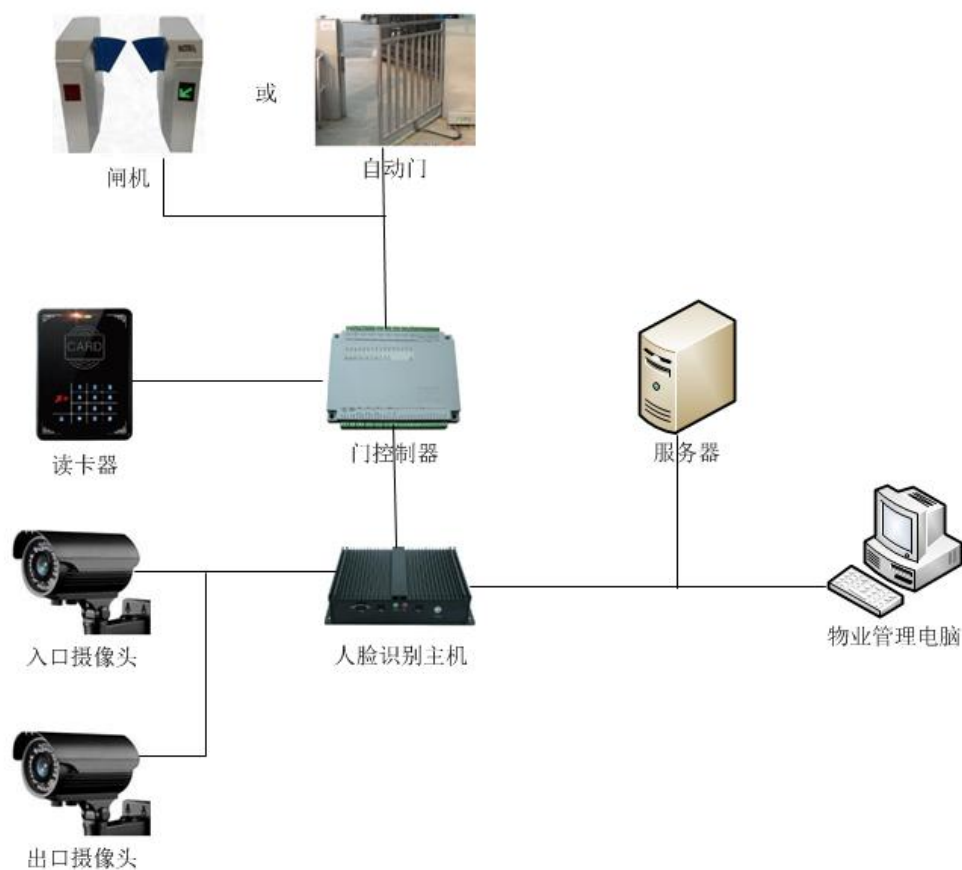 或
闸机
自动门
CARD
读卡器
门控制器
服务器
入口摄像头
人脸识别主机
物业管理电脑
出口摄像头